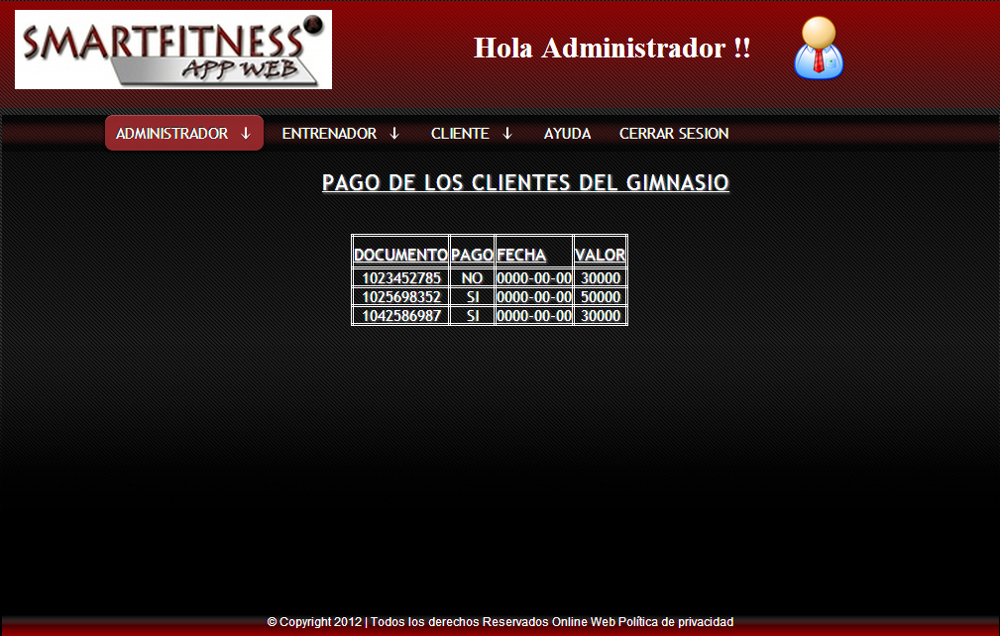 SMARTFITNESS
APP WEB
Hola Administrador !!
ADMINISTRADOR ↓ ENTRENADOR ↓ CLIENTE ↓ AYUDA CERRAR SESION
PAGO DE LOS CLIENTES DEL GIMNASIO
DOCUMENTO PAGO FECHA VALOR
1023452785 NO 0000-00-00 30000
1025698352 SI 0000-00-00 50000
1042586987 SI 0000-00-00 30000
© Copyright 2012 | Todos los derechos Reservados Online Web Política de privacidad